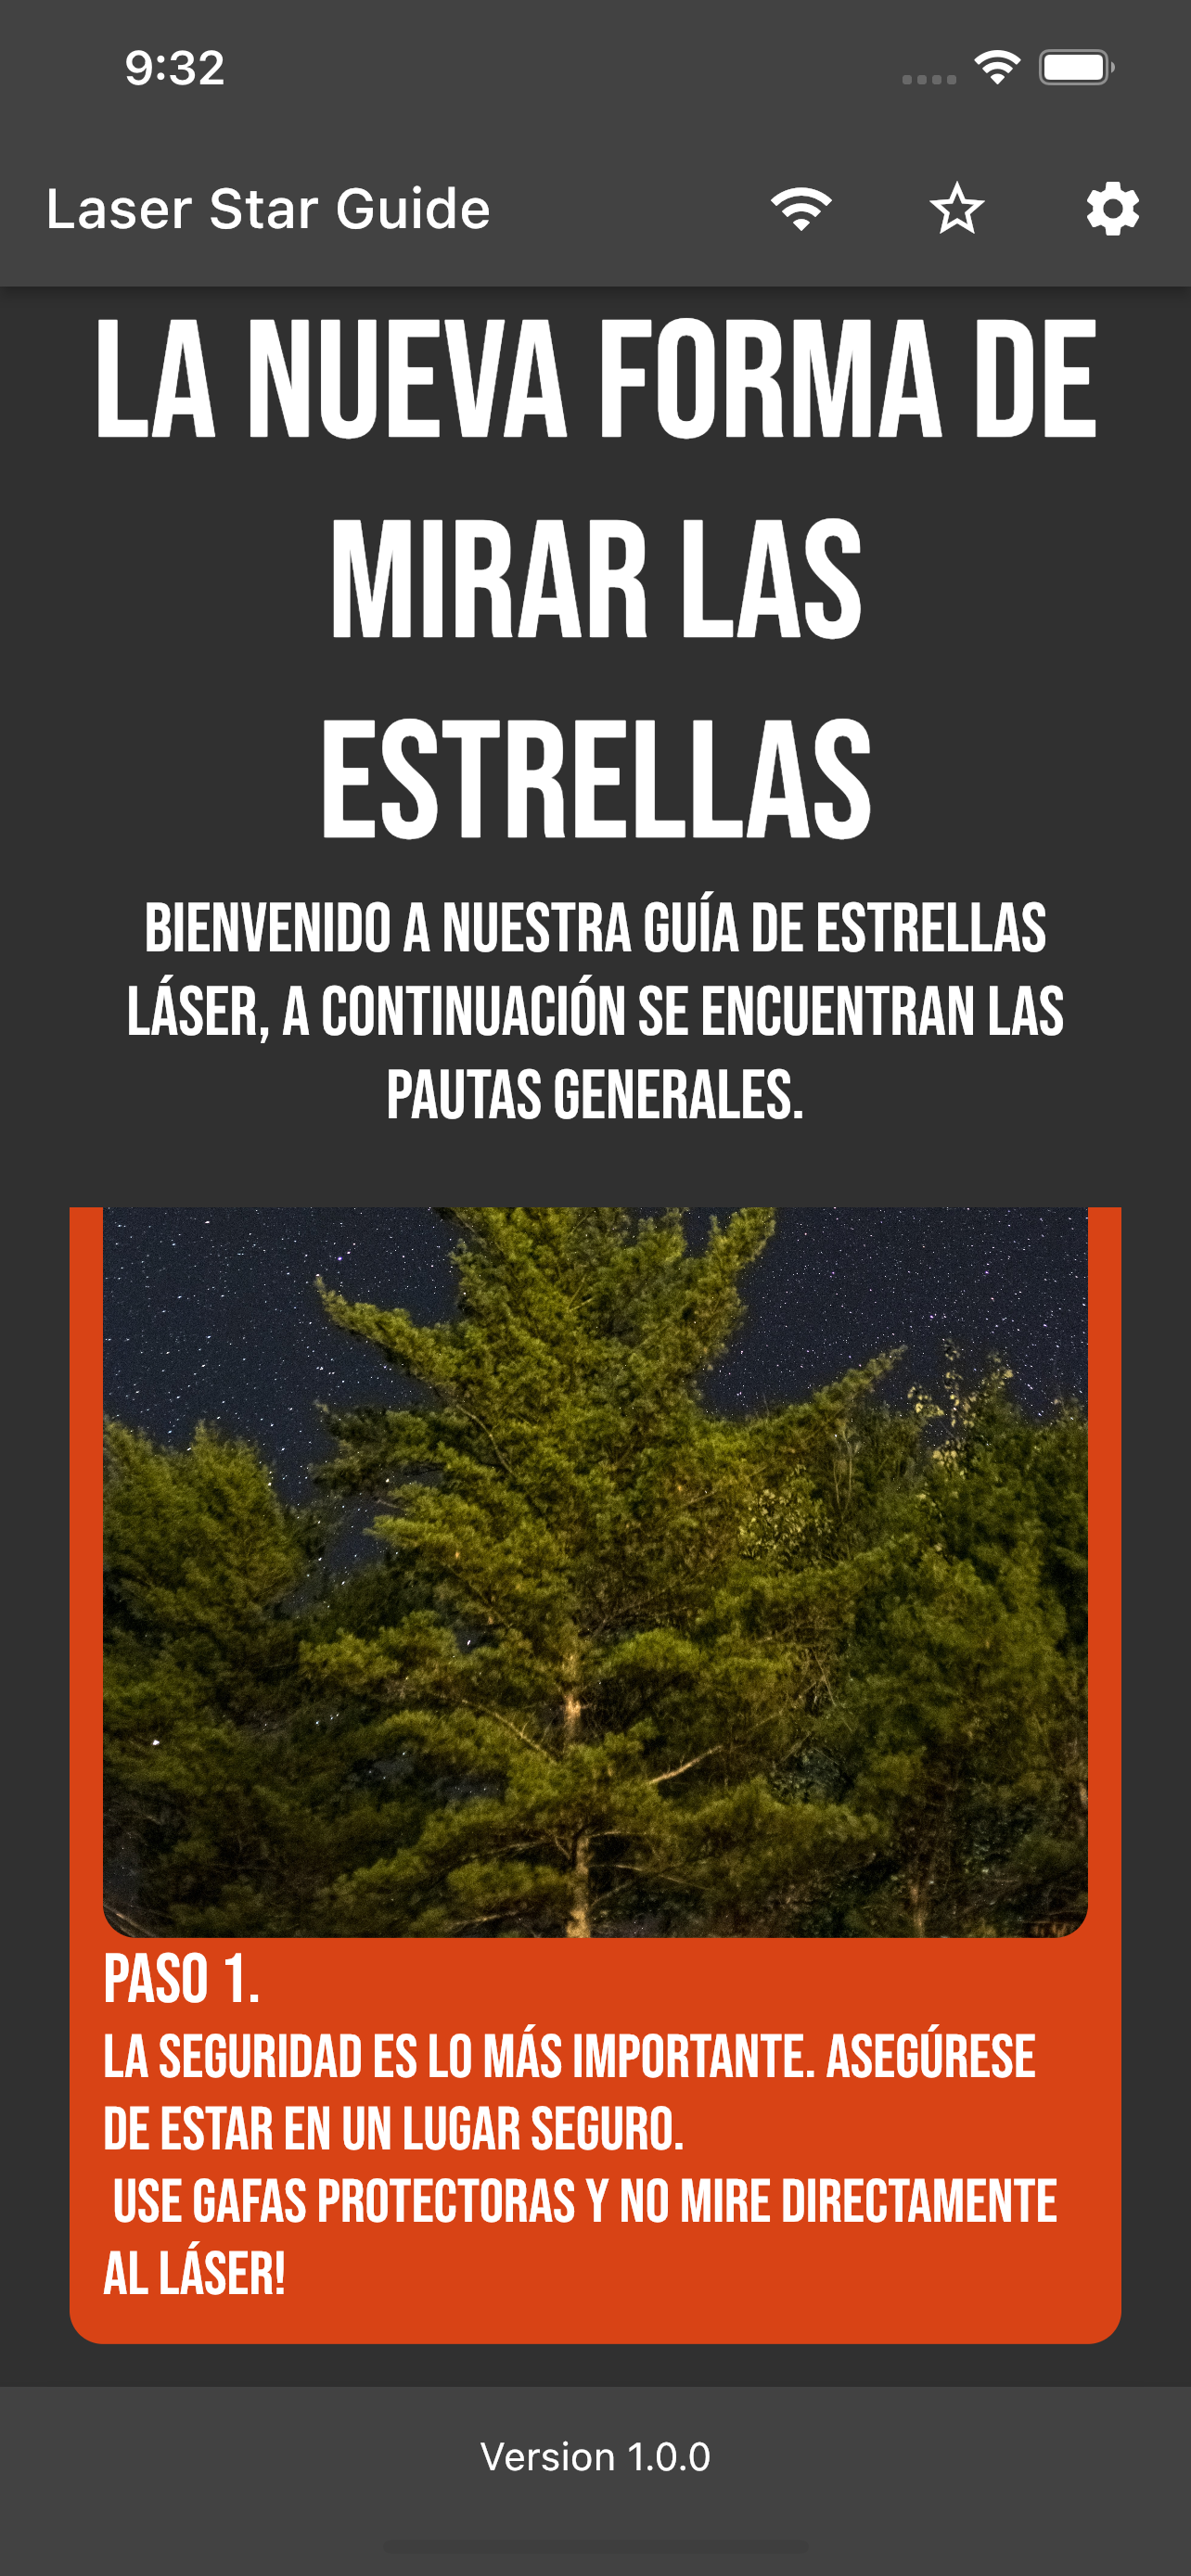 9:32
Laser Star Guide
LA NUEVA FORMA DE
MIRAR LAS
ESTRELLAS
BIENVENIDO A NUESTRA GUÍA DE ESTRELLAS
LÁSER, A CONTINUACIÓN SE ENCUENTRAN LAS
PAUTAS GENERALES.
PASO 1.
LA SEGURIDAD ES LO MÁS IMPORTANTE. ASEGÚRESE
DE ESTAR EN UN LUGAR SEGURO.
USE GAFAS PROTECTORAS Y NO MIRE DIRECTAMENTE
AL LÁSER!
Version 1.0.0